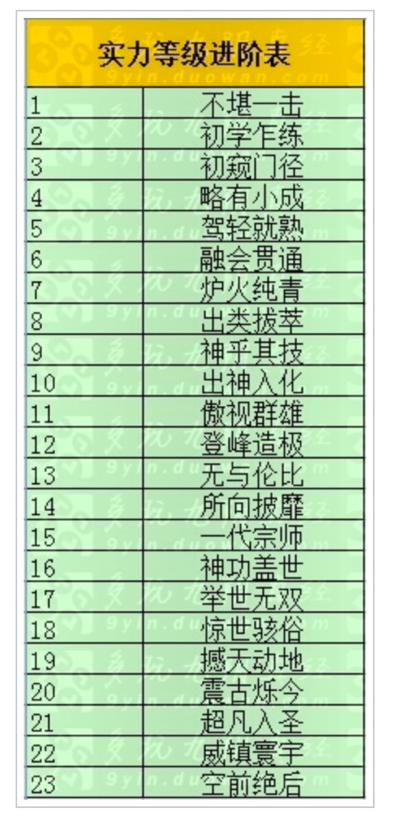 实力等级进阶表
1 不堪一击
2 初学乍练
3 初窥门径
4 略有小成
5 驾轻就熟
6 融会贯通
7 炉火纯青
8 出类拔萃
9 神乎其技
10 出神入化
11 傲视群雄
12 登峰造极
13 无与伦比
14 所向披靡
15 一代宗师
16 神功盖世
17 举世无双
18 惊世骇俗
19 撼天动地
20 震古烁今
21 超凡入圣
22 威镇寰宇
23 空前绝后